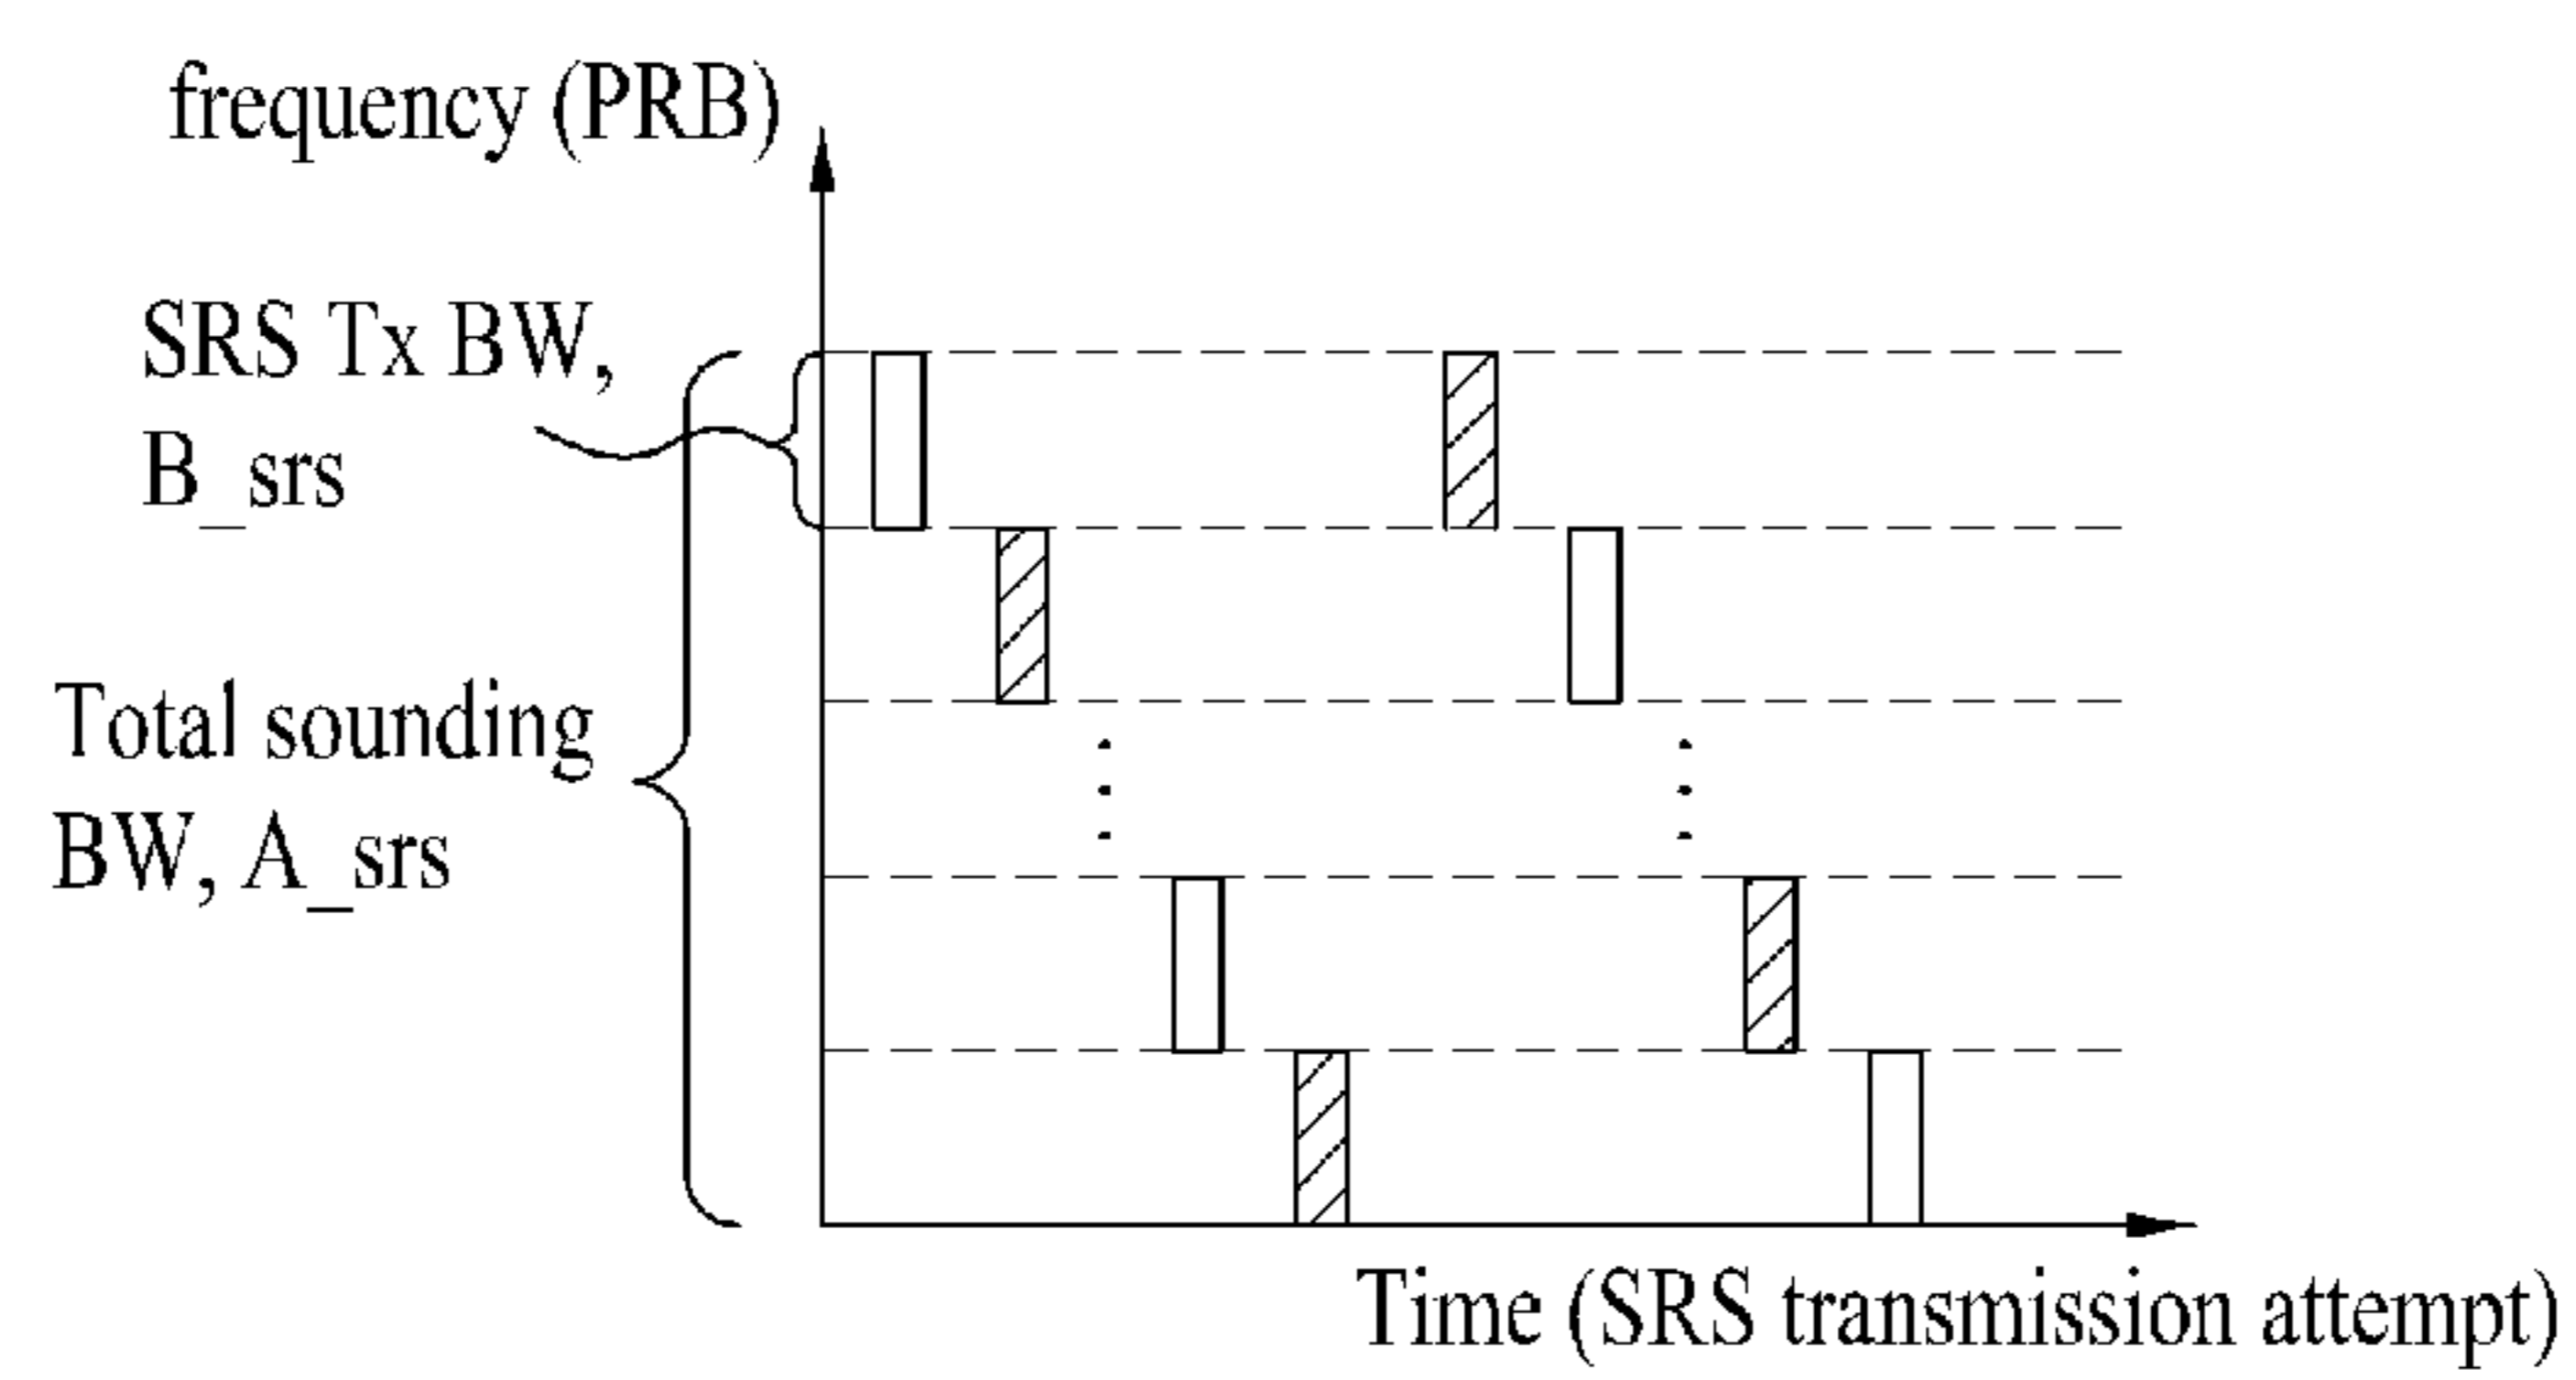 frequency (PRB)
SRS Tx BW,
B_srs
Total sounding
BW, A_srs
Time (SRS transmission attempt)